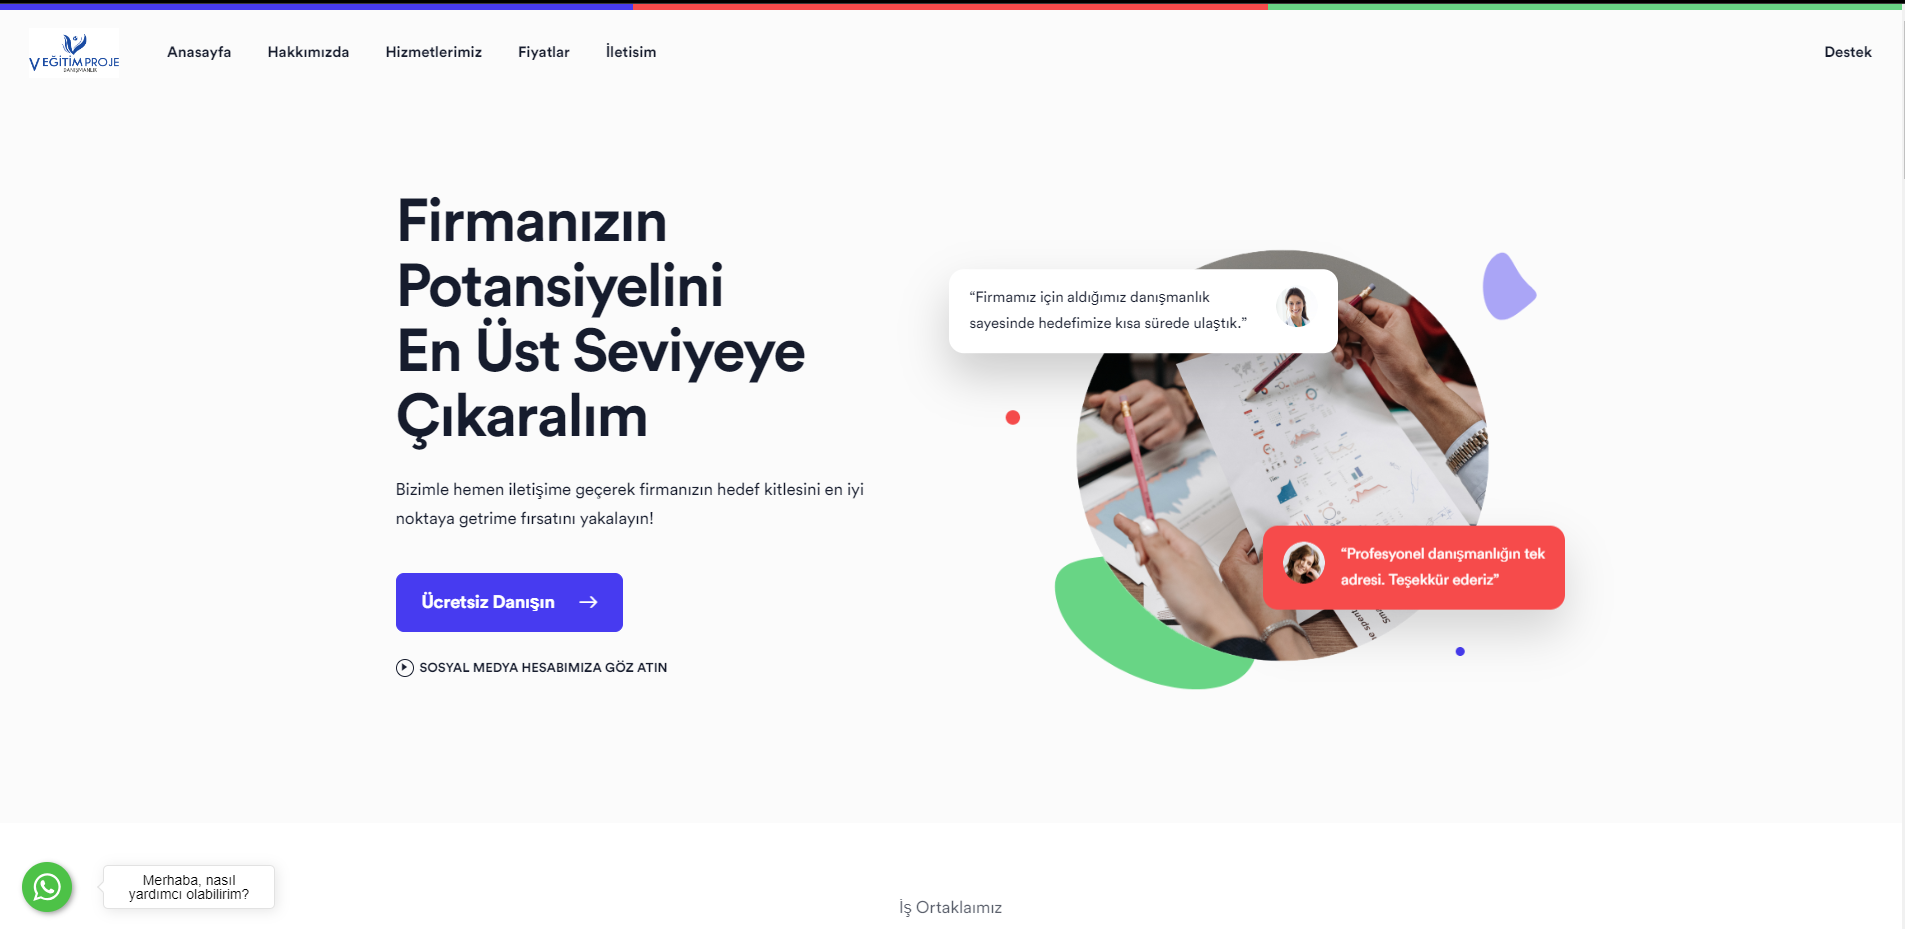 V EĞİTİM PROJE
DANIŞMANLIK
Anasayfa
Hakkımızda
Hizmetlerimiz
Fiyatlar
İletisim
Destek
Firmanızın
Potansiyelini
En Üst Seviyeye
Çıkaralım
Bizimle hemen iletişime geçerek firmanızın hedef kitlesini en iyi
noktaya getrime fırsatını yakalayın!
Ücretsiz Danışın
SOSYAL MEDYA HESABIMIZA GÖZ ATIN
“Firmamız için aldığımız danışmanlık
sayesinde hedefimize kısa sürede ulaştık.”
“Profesyonel danışmanlığın tek
adresi. Teşekkür ederiz”
Merhaba, nasıl
yardımcı olabilirim?
İş Ortaklaımız